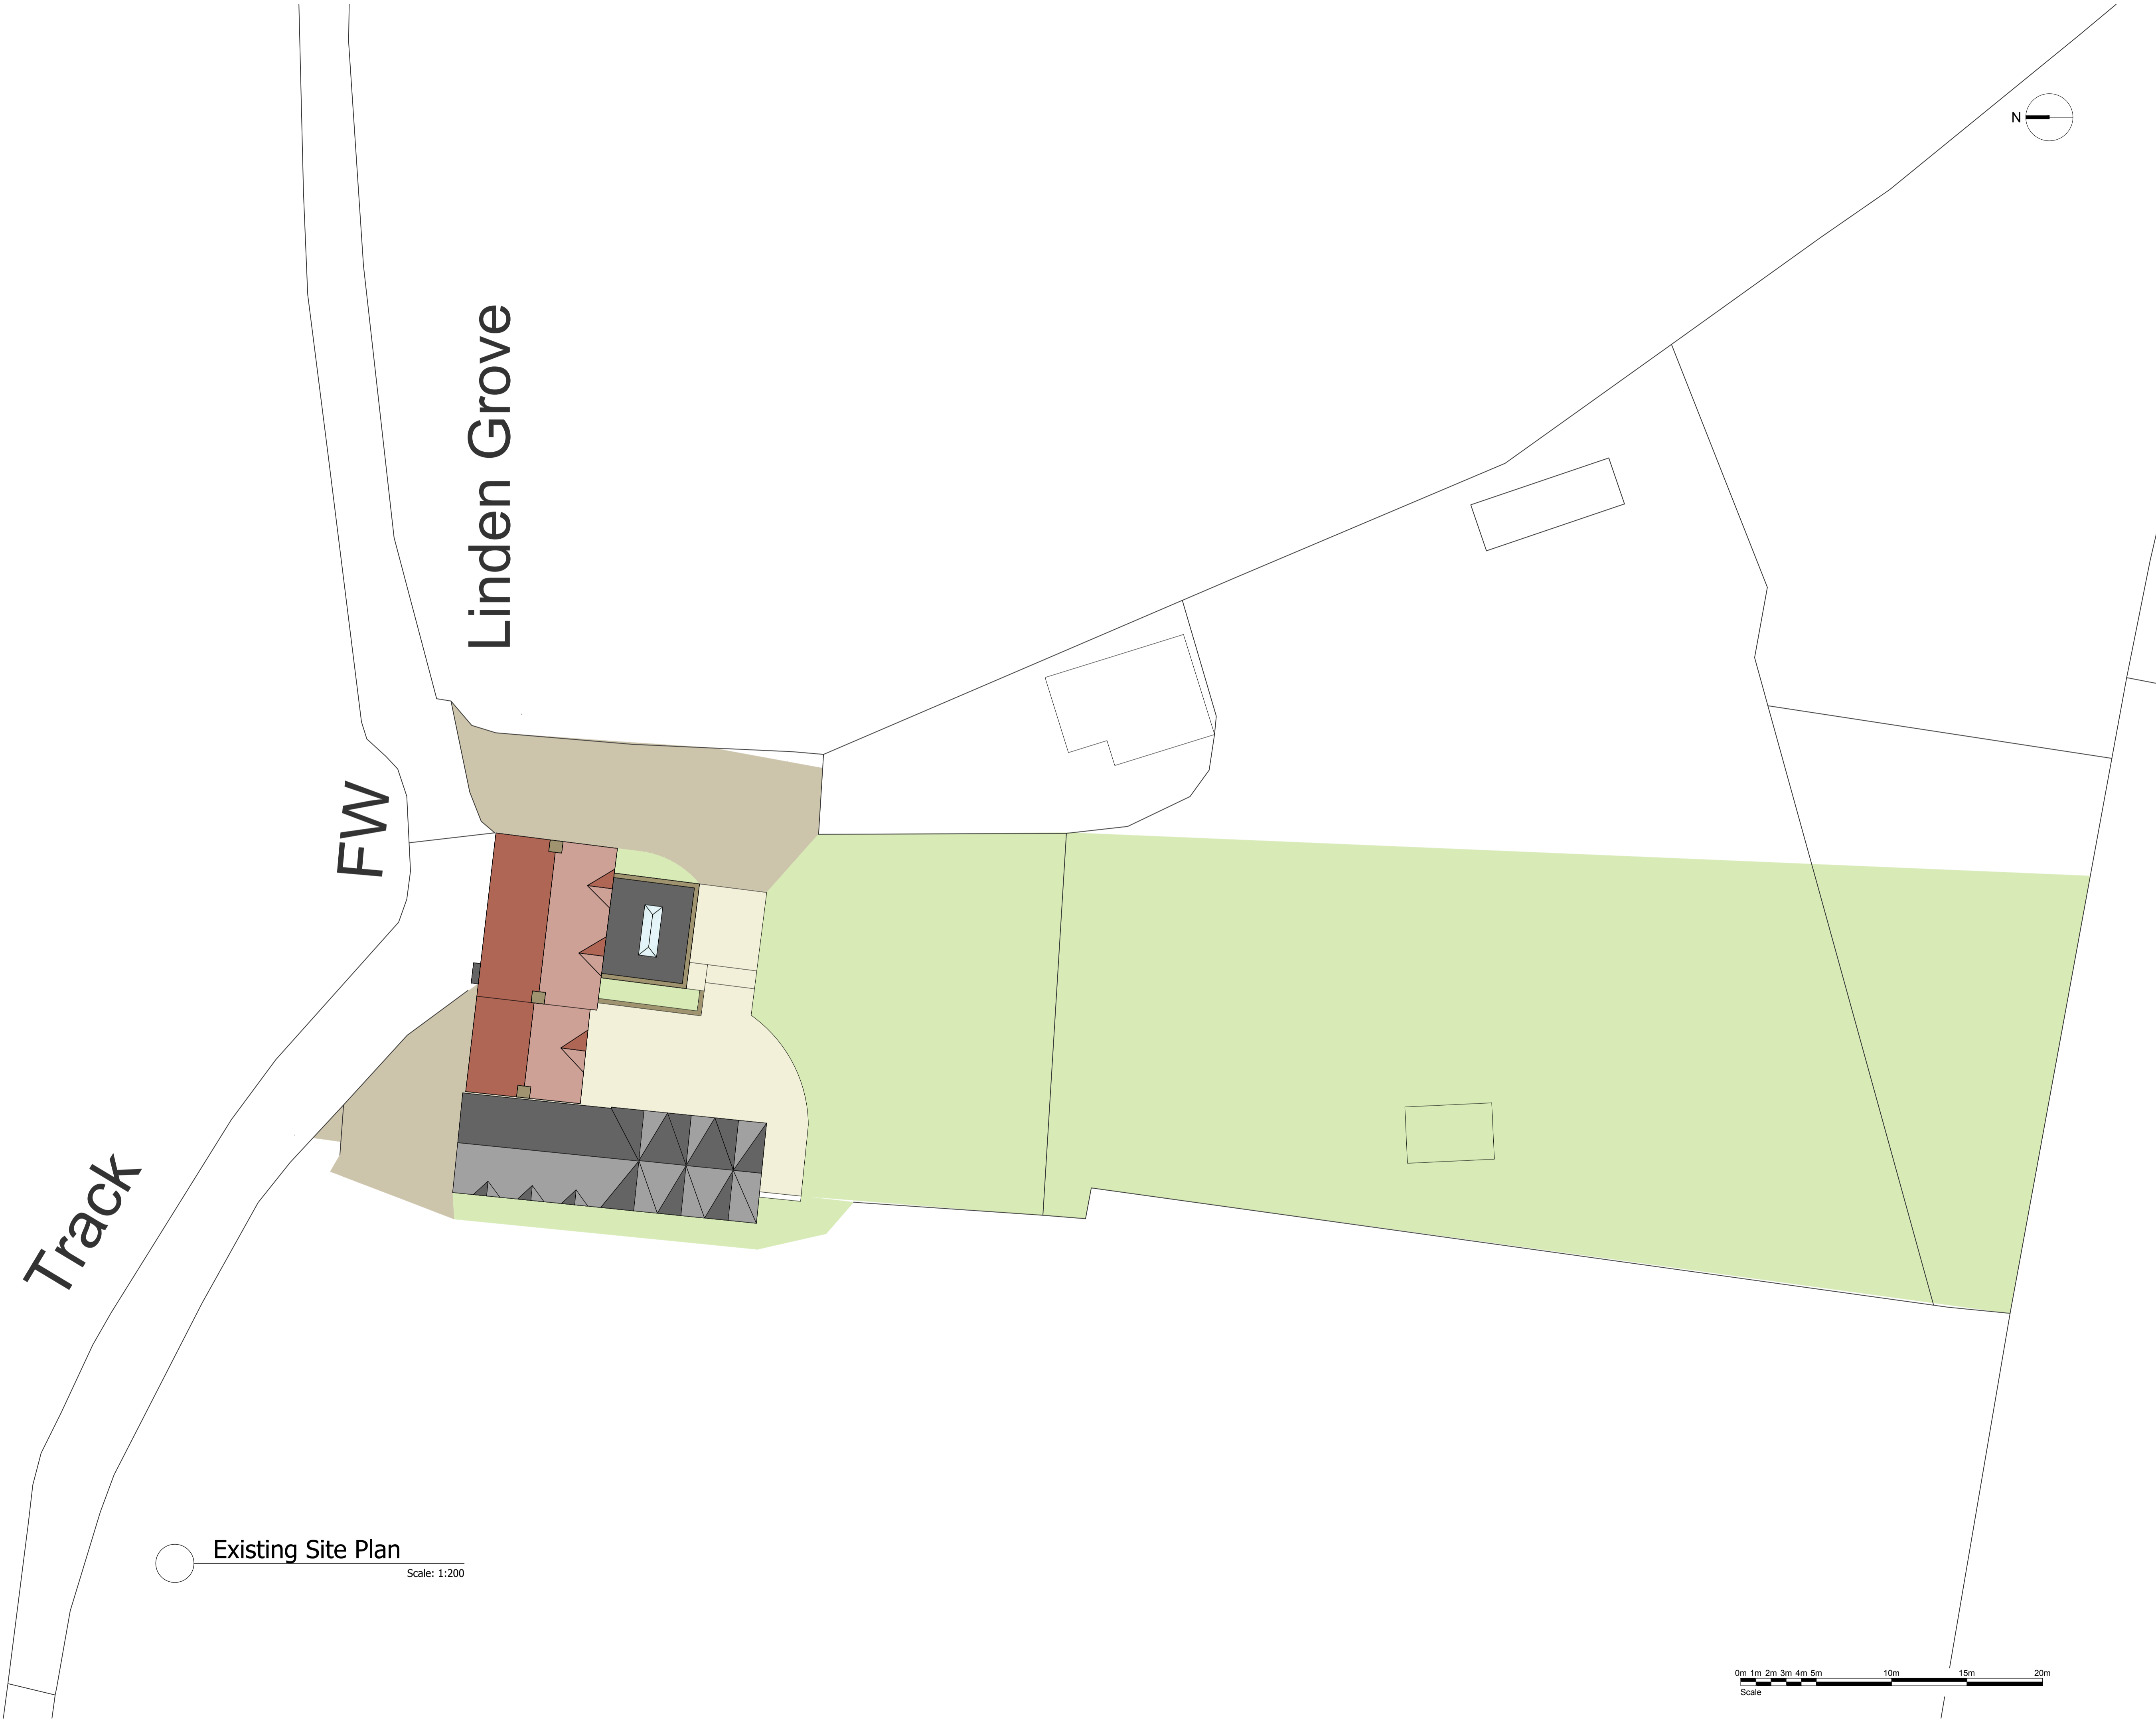 N
Linden Grove
FW
Track
Existing Site Plan
Scale: 1:200
0m 1m 2m 3m 4m 5m 10m 15m 20m
Scale